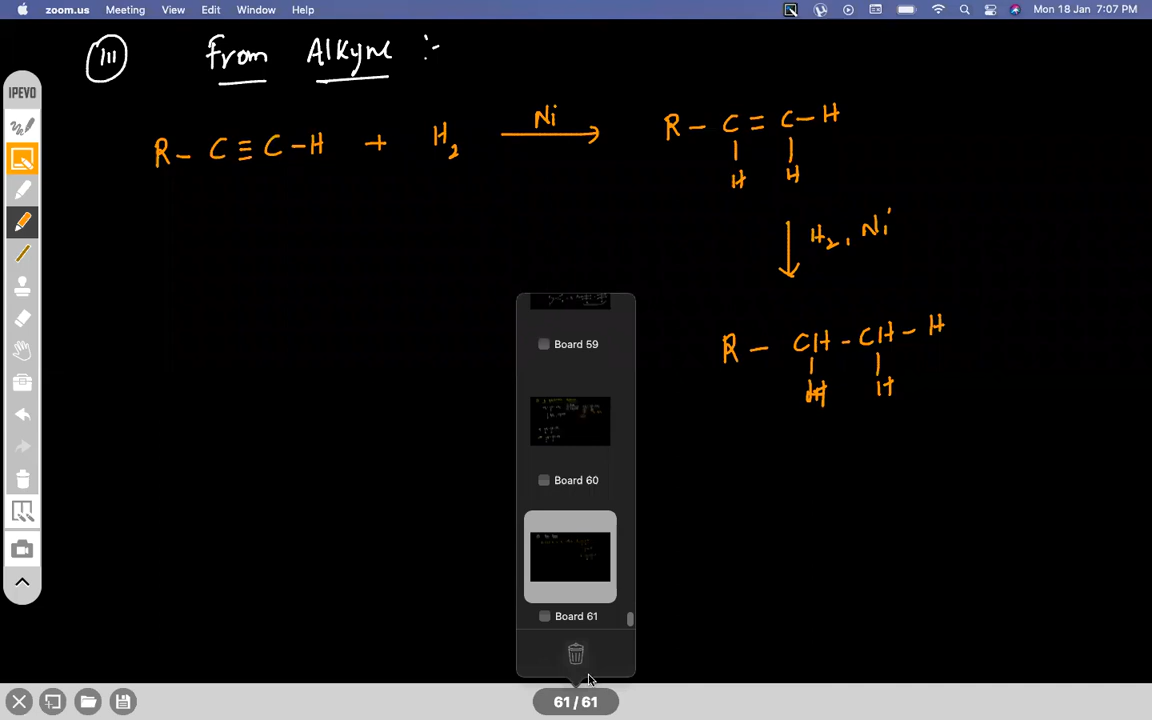 zoom.us Meeting View Edit Window Help Mon 18 Jan 7:07 PM
III From Alkyne :-
IPEVO
R - C ≡ C - H + H2 Ni → R - C = C - H
H H
↓ H2, Ni
R - CH - CH - H
H H
Board 59
Board 60
Board 61
61 / 61